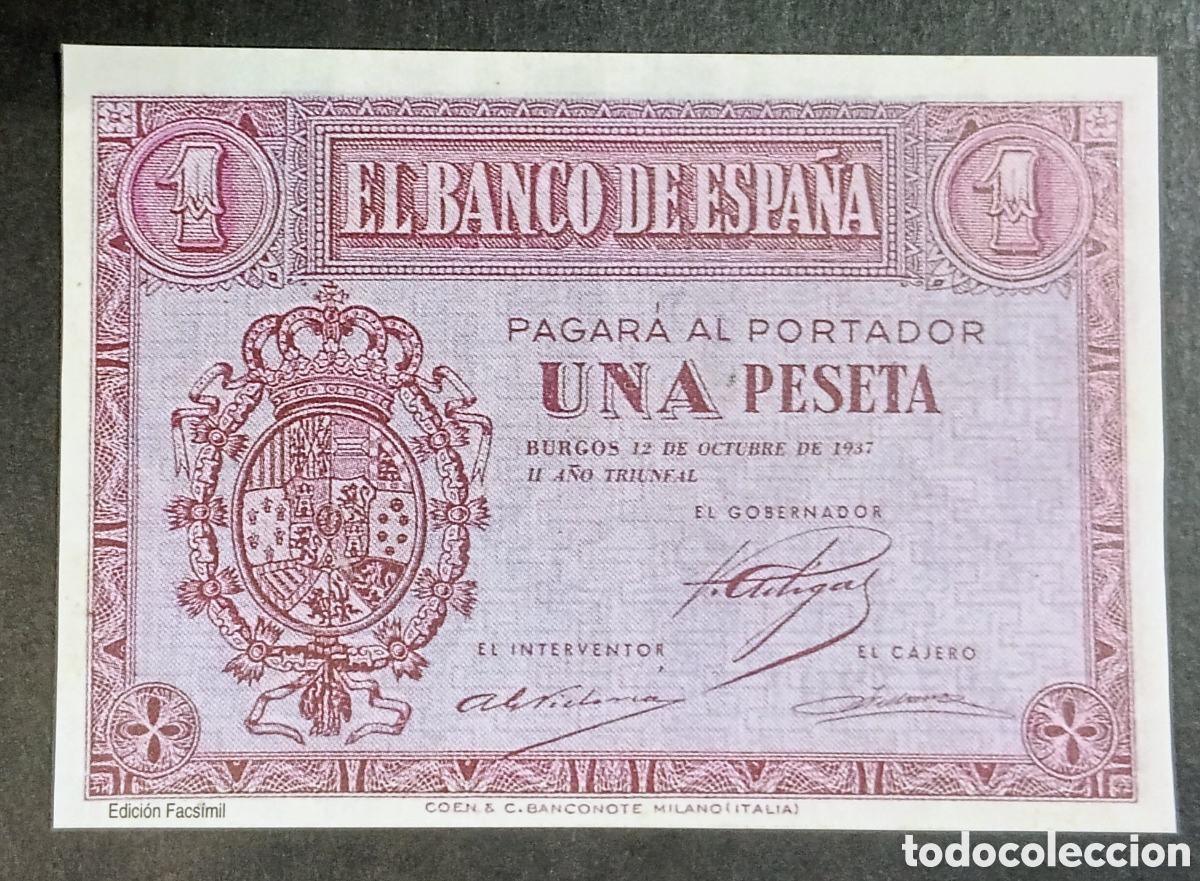 1 EL BANCO DE ESPAÑA 1
PAGARÁ AL PORTADOR
UNA PESETA
BURGOS 12 DE OCTUBRE DE 1937
II AÑO TRIUNFAL
EL GOBERNADOR
EL INTERVENTOR
EL CAJERO
Edición Facsímil
COEN & C. BANCONOTE MILANO (ITALIA)
todocoleccion